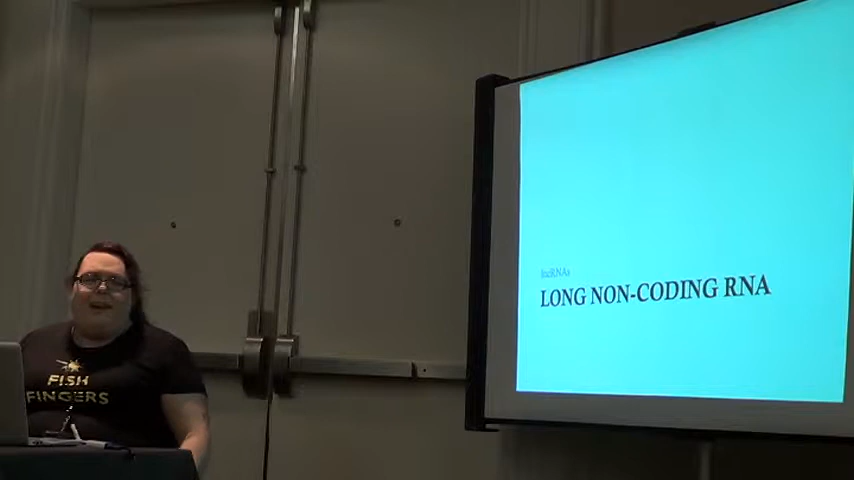 FISH
FINGERS
lncRNAs
LONG NON-CODING RNA